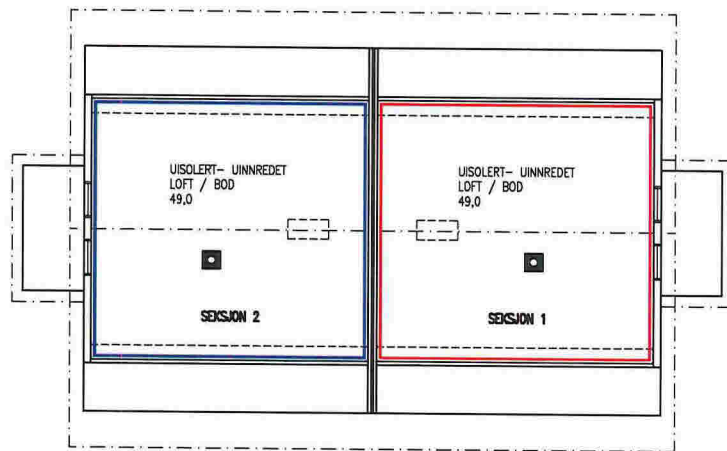 UISOLERT- UINNREDET
LOFT / BOD
49,0
SEKSJON 2
UISOLERT- UINNREDET
LOFT / BOD
49,0
SEKSJON 1